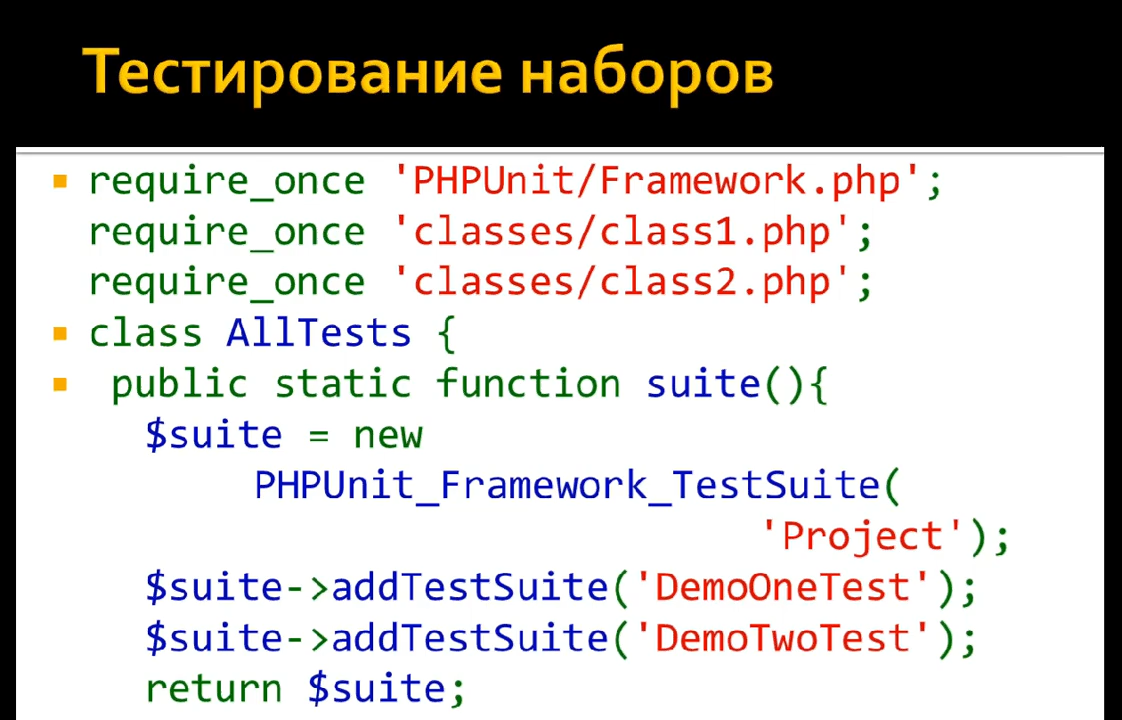 Тестирование наборов
require_once 'PHPUnit/Framework.php';
require_once 'classes/class1.php';
require_once 'classes/class2.php';
class AllTests {
public static function suite(){
$suite = new
PHPUnit_Framework_TestSuite(
'Project');
$suite->addTestSuite('DemoOneTest');
$suite->addTestSuite('DemoTwoTest');
return $suite;